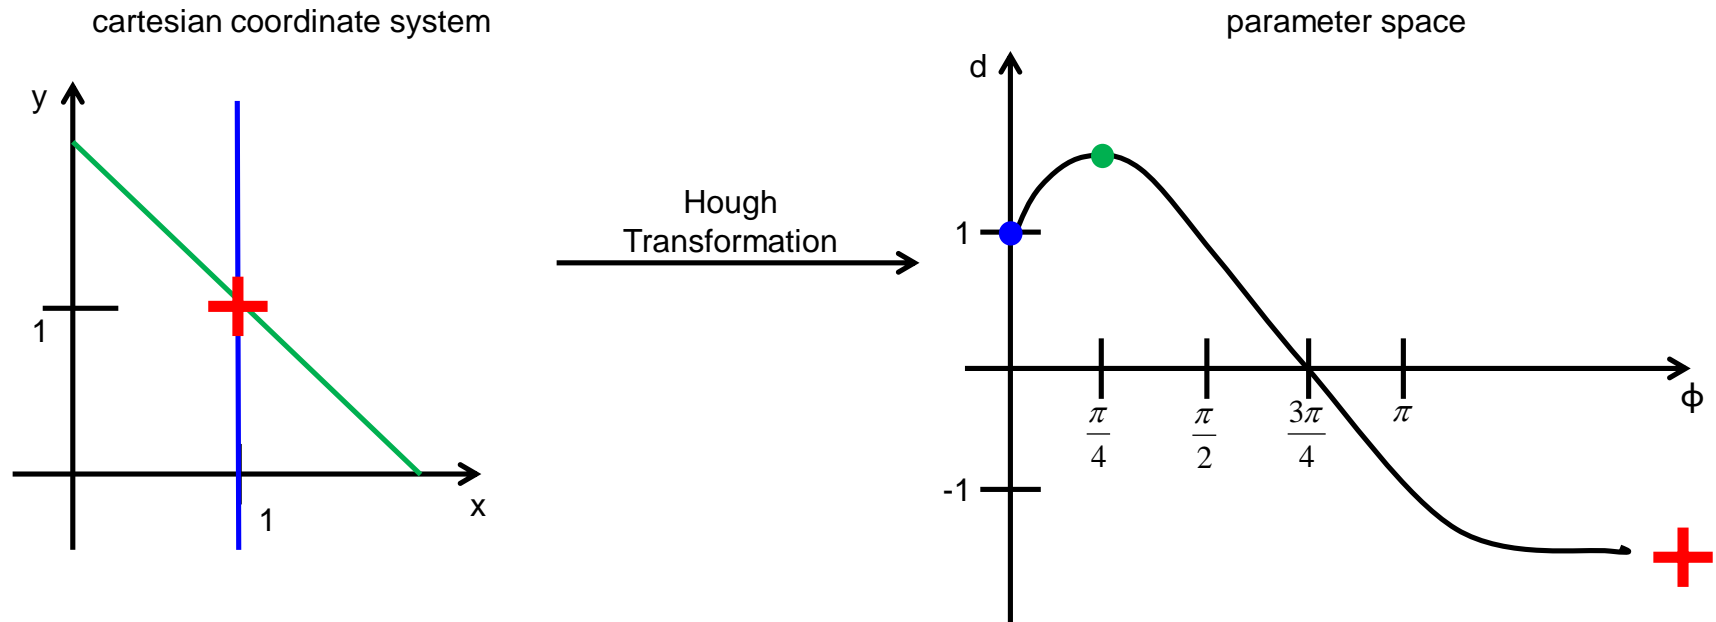 cartesian coordinate system
parameter space
y
1
1
x
Hough
Transformation
d
1
-1
π/4
π/2
3π/4
π
ϕ